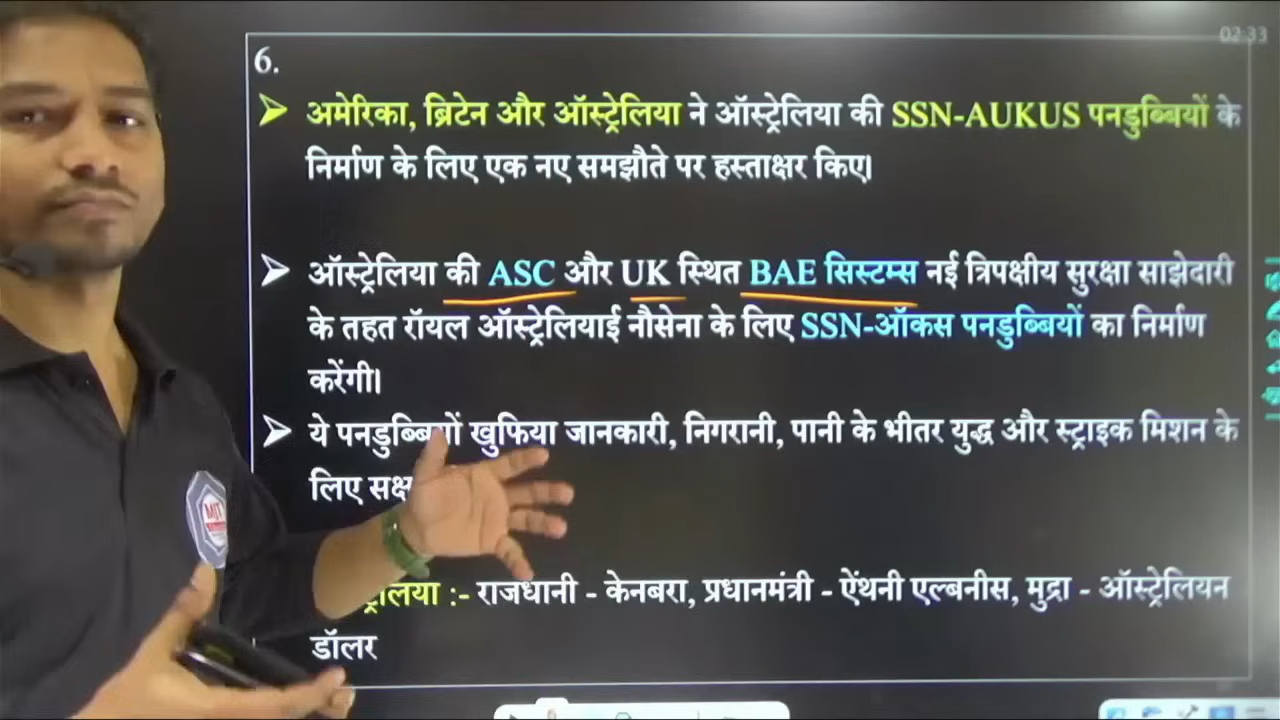 02:33
6.
➢ अमेरिका, ब्रिटेन और ऑस्ट्रेलिया ने ऑस्ट्रेलिया की SSN-AUKUS पनडुब्बियों के
निर्माण के लिए एक नए समझौते पर हस्ताक्षर किए।
➢ ऑस्ट्रेलिया की ASC और UK स्थित BAE सिस्टम्स नई त्रिपक्षीय सुरक्षा साझेदारी
के तहत रॉयल ऑस्ट्रेलियाई नौसेना के लिए SSN-ऑकस पनडुब्बियों का निर्माण
करेंगी।
➢ ये पनडुब्बियों खुफिया जानकारी, निगरानी, पानी के भीतर युद्ध और स्ट्राइक मिशन के
लिए
:- राजधानी - केनबरा, प्रधानमंत्री - ऐंथनी एल्बनीस, मुद्रा - ऑस्ट्रेलियन
डॉलर